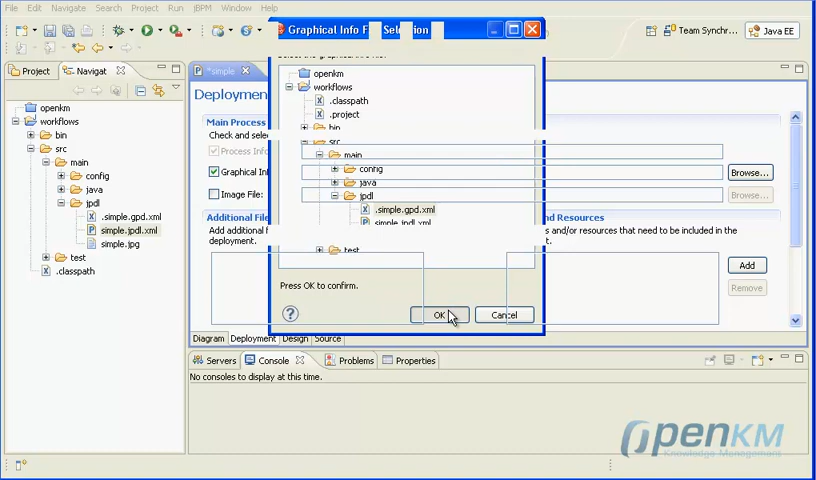 File Edit Navigate Search Project Run jBPM Window Help
Team Synchr...
Java EE
Project
Navigat
openkm
workflows
bin
src
main
config
java
jpdl
.simple.gpd.xml
simple.jpdl.xml
simple.jpg
test
.classpath
*simple
Deployment
Main Process
Check and selec
Process Info
Graphical In
Browse...
Image File:
Browse...
Additional File
and Resources
Add additional f
s and/or resources that need to be included in the
deployment.
t.
Add
Remove
Graphical Info F Selection
openkm
workflows
.classpath
.project
bin
src
main
config
java
jpdl
.simple.gpd.xml
simple.jpdl.xml
test
Press OK to confirm.
OK
Cancel
Diagram Deployment Design Source
Servers Console Problems Properties
No consoles to display at this time.
OpenKM
Knowledge Management